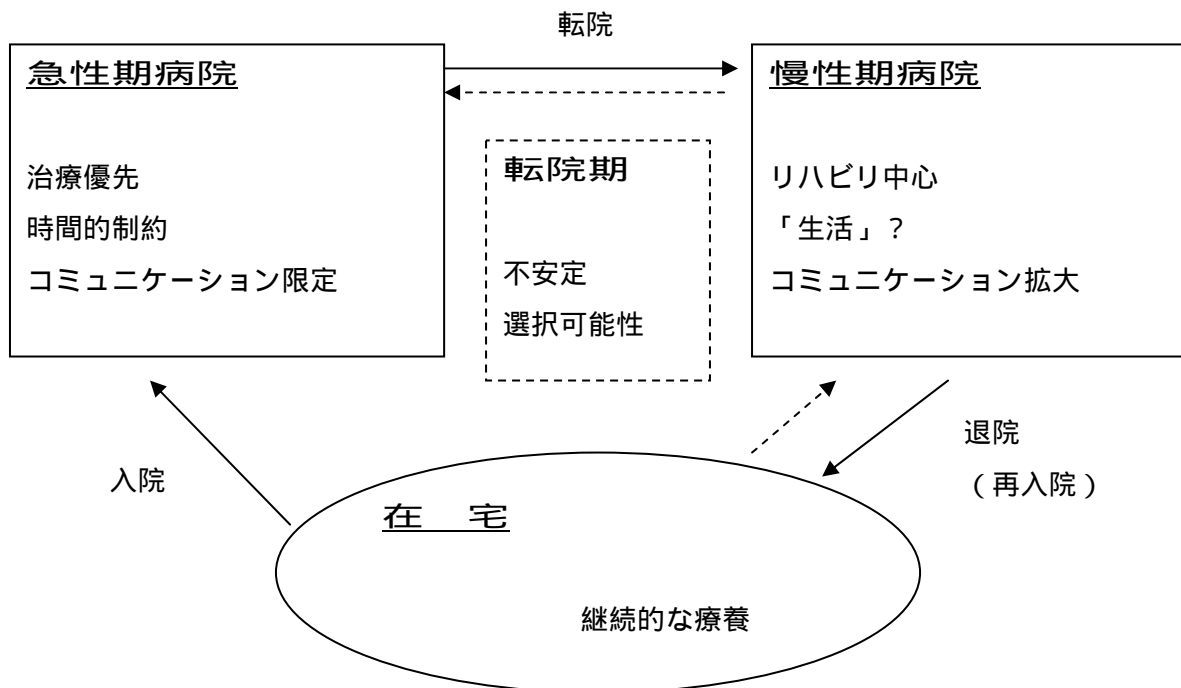 転院
急性期病院
治療優先
時間的制約
コミュニケーション限定
転院期
不安定
選択可能性
慢性期病院
リハビリ中心
「生活」？
コミュニケーション拡大
入院
退院
（再入院）
在　宅
継続的な療養